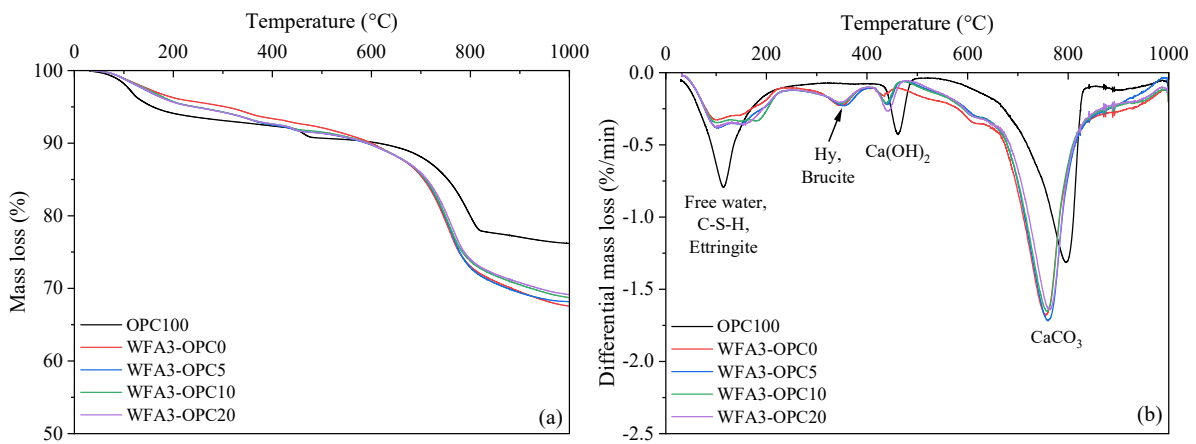 Temperature (°C)
0 200 400 600 800 1000
100
90
80
70
60
50
Mass loss (%)
OPC100
WFA3-OPC0
WFA3-OPC5
WFA3-OPC10
WFA3-OPC20
(a)
Temperature (°C)
0 200 400 600 800 1000
0.0
-0.5
-1.0
-1.5
-2.0
-2.5
Differential mass loss (%/min)
Free water,
C-S-H,
Ettringite
Hy,
Brucite
Ca(OH)₂
CaCO₃
OPC100
WFA3-OPC0
WFA3-OPC5
WFA3-OPC10
WFA3-OPC20
(b)